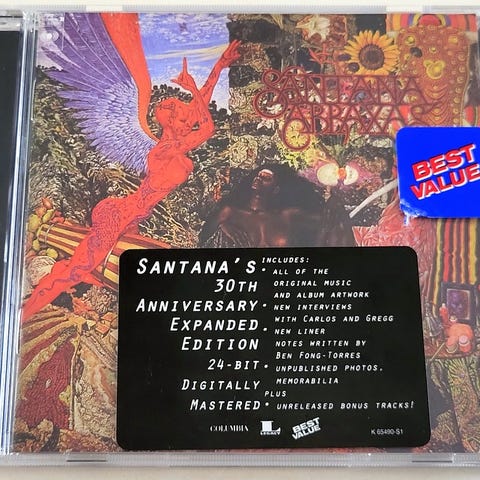 SANTANA
ABRAXAS
BEST
VALUE
SANTANA'S
30TH
ANNIVERSARY
EXPANDED
EDITION
24-BIT
DIGITALLY
MASTERED
INCLUDES:
• ALL OF THE
ORIGINAL MUSIC
AND ALBUM ARTWORK
• NEW INTERVIEWS
WITH CARLOS AND GREGG
• NEW LINER
NOTES WRITTEN BY
BEN FONG-TORRES
• UNPUBLISHED PHOTOS,
MEMORABILIA
PLUS
• UNRELEASED BONUS TRACKS!
COLUMBIA
LEGACY
BEST
VALUE
K 65490-S1